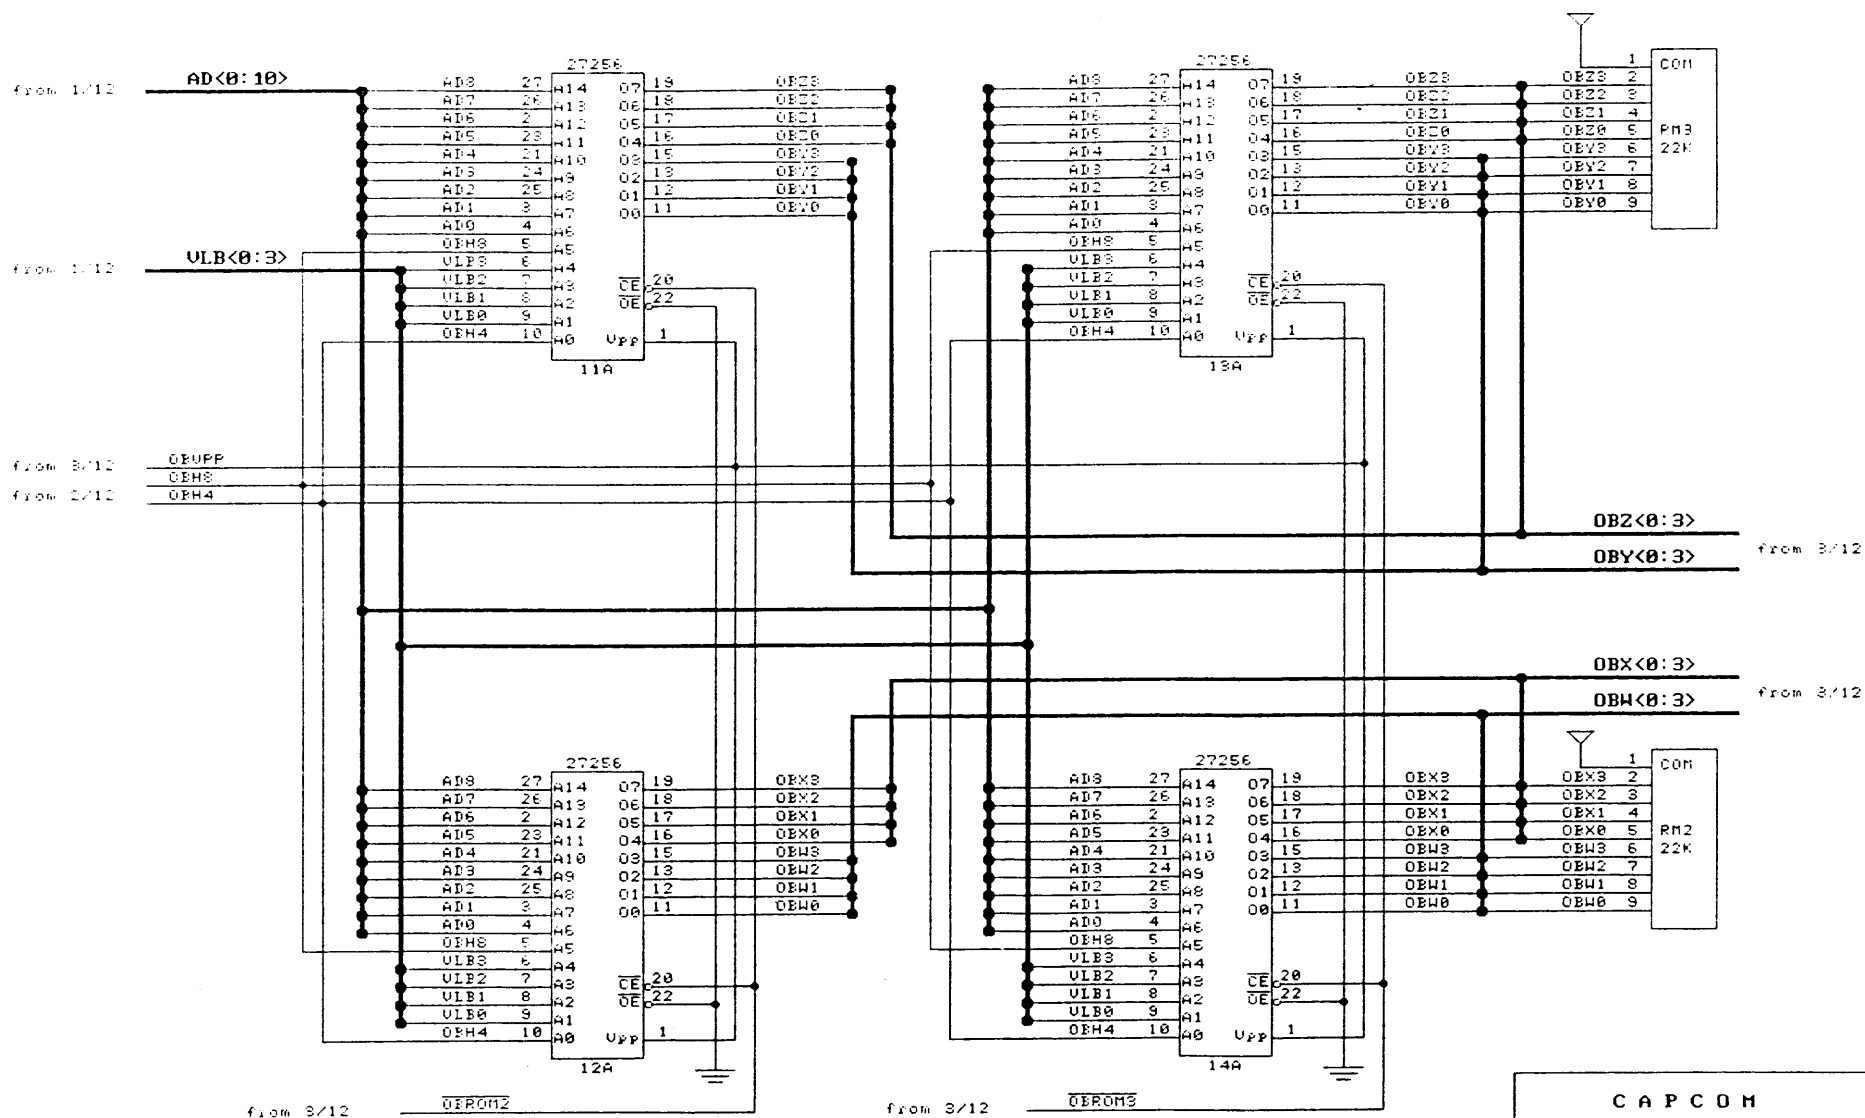 from 1/12
AD<0:10>
from 1/12
VLB<0:3>
27256
AD8 27 A14 O7 19 OBZ3
AD7 26 A13 O6 18 OBZ2
AD6 2 A12 O5 17 OBZ1
AD5 23 A11 O4 16 OBZ0
AD4 21 A10 O3 15 OBY3
AD3 24 A9 O2 13 OBY2
AD2 25 A8 O1 12 OBY1
AD1 3 A7 O0 11 OBY0
AD0 4 A6
OBH8 5 A5
VLB3 6 A4
VLB2 7 A3 CE 20
VLB1 8 A2 OE 22
VLB0 9 A1
OBH4 10 A0 VPP 1
11A
27256
AD8 27 A14 O7 19 OBZ3
AD7 26 A13 O6 18 OBZ2
AD6 2 A12 O5 17 OBZ1
AD5 23 A11 O4 16 OBZ0
AD4 21 A10 O3 15 OBY3
AD3 24 A9 O2 13 OBY2
AD2 25 A8 O1 12 OBY1
AD1 3 A7 O0 11 OBY0
AD0 4 A6
OBH8 5 A5
VLB3 6 A4
VLB2 7 A3 CE 20
VLB1 8 A2 OE 22
VLB0 9 A1
OBH4 10 A0 VPP 1
13A
1 COM
OBZ3 2
OBZ2 3
OBZ1 4
OBZ0 5 RM3
OBY3 6 22K
OBY2 7
OBY1 8
OBY0 9
from 3/12 OBVPP
OBH8
from 2/12 OBH4
OBZ<0:3>
from 3/12
OBY<0:3>
OBX<0:3>
from 3/12
OBW<0:3>
27256
AD8 27 A14 O7 19 OBX3
AD7 26 A13 O6 18 OBX2
AD6 2 A12 O5 17 OBX1
AD5 23 A11 O4 16 OBX0
AD4 21 A10 O3 15 OBW3
AD3 24 A9 O2 13 OBW2
AD2 25 A8 O1 12 OBW1
AD1 3 A7 O0 11 OBW0
AD0 4 A6
OBH8 5 A5
VLB3 6 A4
VLB2 7 A3 CE 20
VLB1 8 A2 OE 22
VLB0 9 A1
OBH4 10 A0 VPP 1
12A
27256
AD8 27 A14 O7 19 OBX3
AD7 26 A13 O6 18 OBX2
AD6 2 A12 O5 17 OBX1
AD5 23 A11 O4 16 OBX0
AD4 21 A10 O3 15 OBW3
AD3 24 A9 O2 13 OBW2
AD2 25 A8 O1 12 OBW1
AD1 3 A7 O0 11 OBW0
AD0 4 A6
OBH8 5 A5
VLB3 6 A4
VLB2 7 A3 CE 20
VLB1 8 A2 OE 22
VLB0 9 A1
OBH4 10 A0 VPP 1
14A
1 COM
OBX3 2
OBX2 3
OBX1 4
OBX0 5 RM2
OBW3 6 22K
OBW2 7
OBW1 8
OBW0 9
from 3/12 OBROM2
from 3/12 OBROM3
CAPCOM